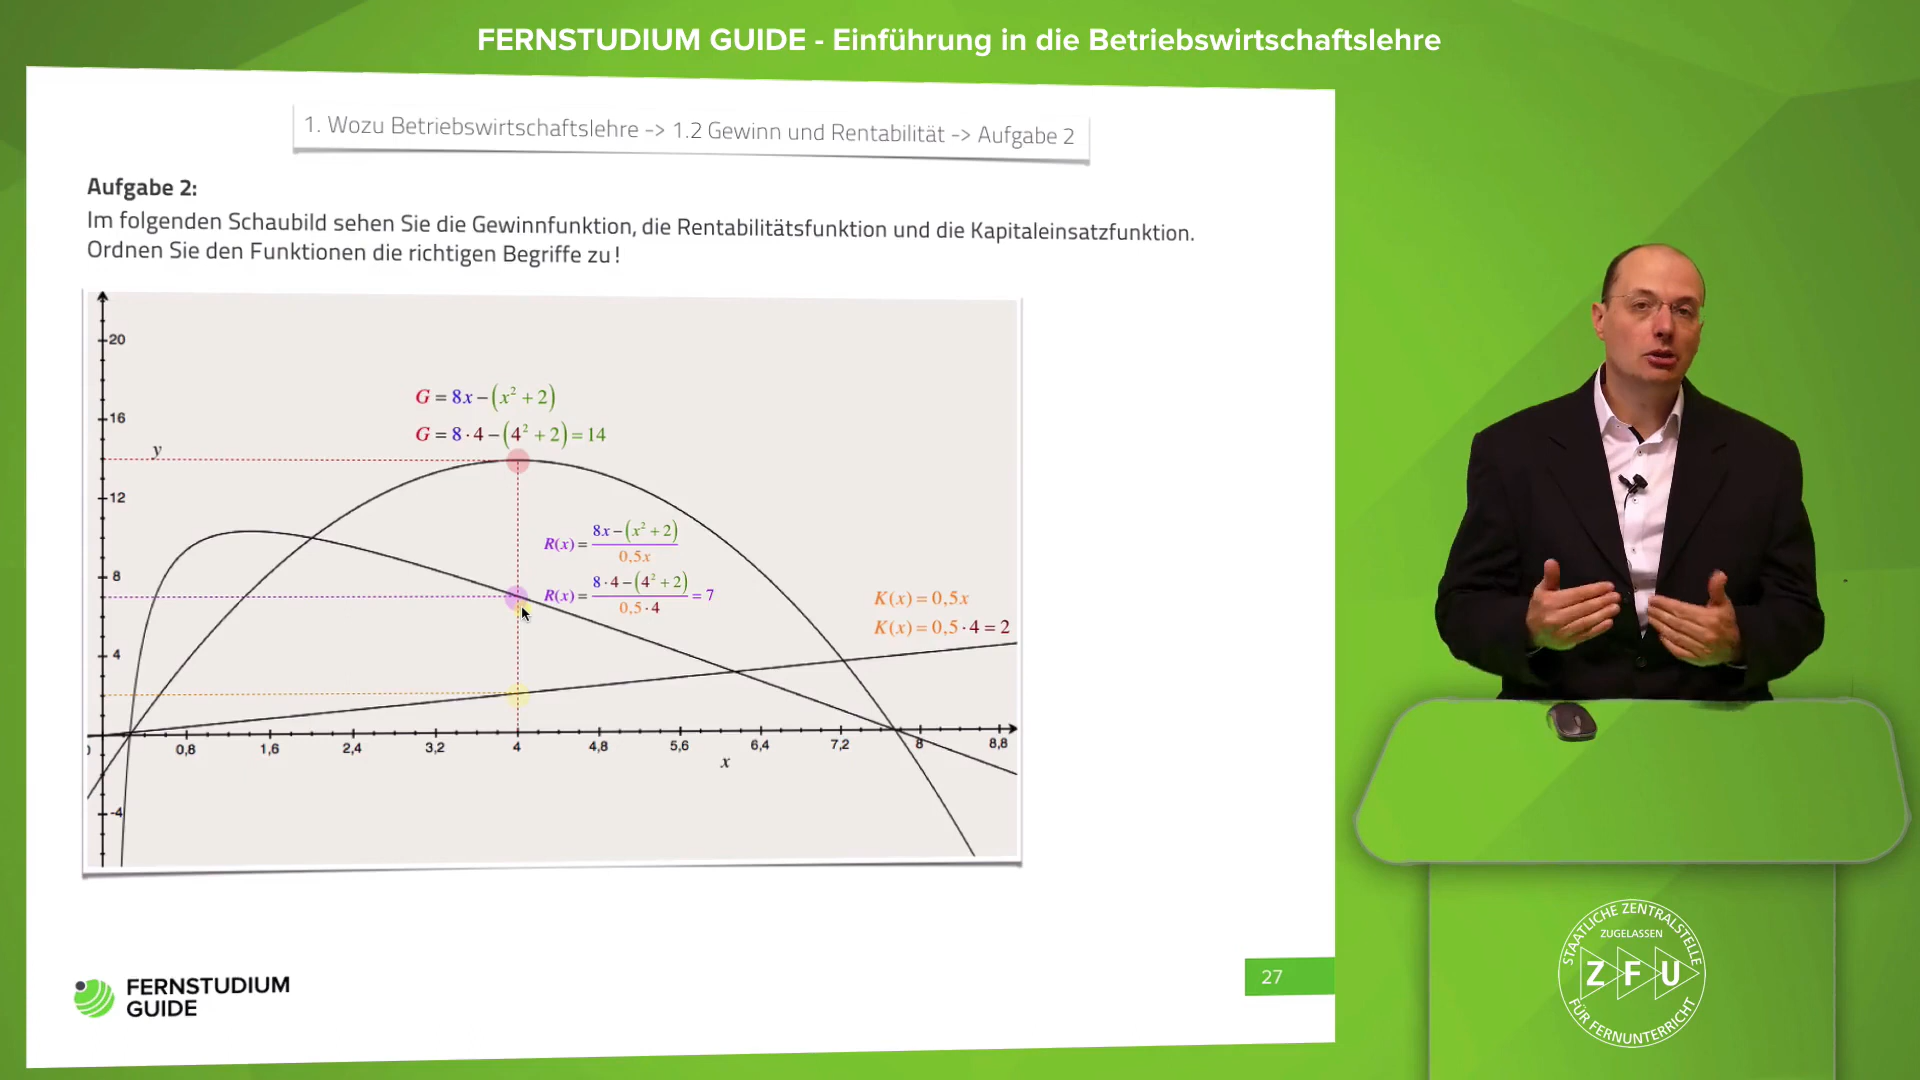 FERNSTUDIUM GUIDE - Einführung in die Betriebswirtschaftslehre
1. Wozu Betriebswirtschaftslehre -> 1.2 Gewinn und Rentabilität -> Aufgabe 2
Aufgabe 2:
Im folgenden Schaubild sehen Sie die Gewinnfunktion, die Rentabilitätsfunktion und die Kapitaleinsatzfunktion.
Ordnen Sie den Funktionen die richtigen Begriffe zu!
20
16
y
12
8
4
-4
G = 8x – (x² + 2)
G = 8 · 4 – (4² + 2) = 14
R(x) = 8x – (x² + 2) / 0,5x
R(x) = 8 · 4 – (4² + 2) / 0,5 · 4 = 7
K(x) = 0,5x
K(x) = 0,5 · 4 = 2
0 0,8 1,6 2,4 3,2 4 4,8 5,6 6,4 7,2 8 8,8
x
FERNSTUDIUM
GUIDE
27
STAATLICHE ZENTRALSTELLE
ZUGELASSEN
ZFU
FÜR FERNUNTERRICHT